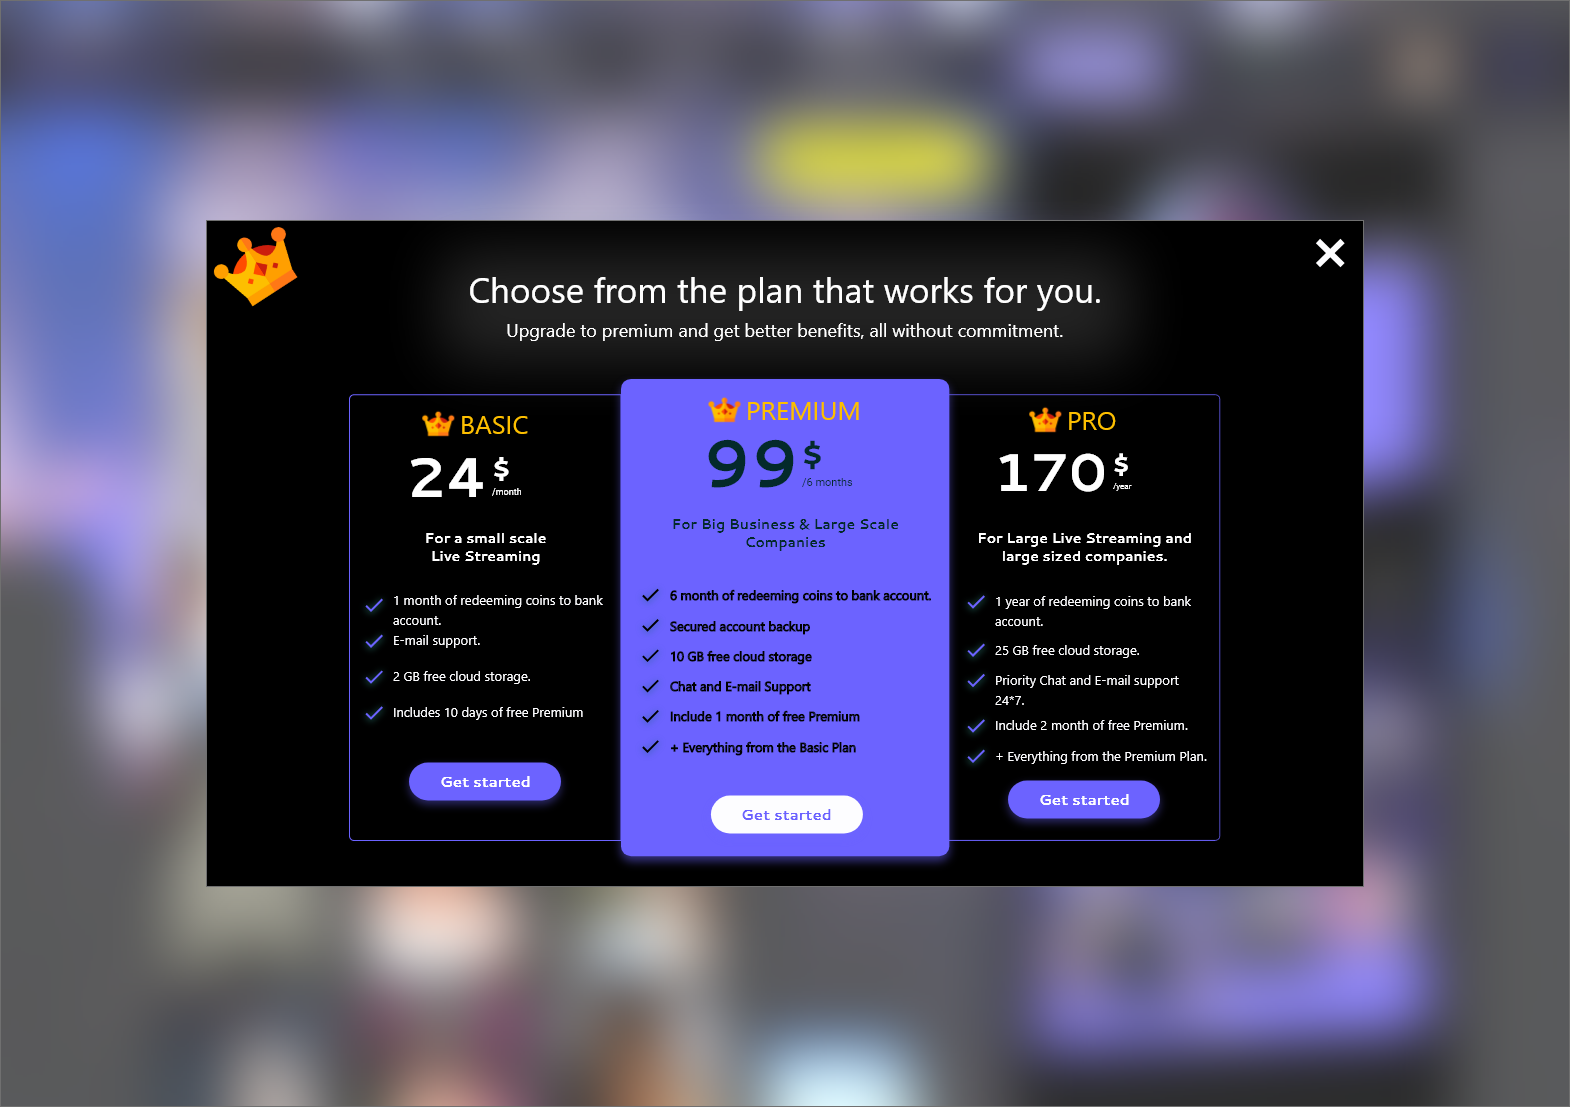 Choose from the plan that works for you.
Upgrade to premium and get better benefits, all without commitment.
BASIC
24 $
/month
For a small scale
Live Streaming
1 month of redeeming coins to bank
account.
E-mail support.
2 GB free cloud storage.
Includes 10 days of free Premium
Get started
PREMIUM
99 $
/6 months
For Big Business & Large Scale
Companies
6 month of redeeming coins to bank account.
Secured account backup
10 GB free cloud storage
Chat and E-mail Support
Include 1 month of free Premium
+ Everything from the Basic Plan
Get started
PRO
170 $
/year
For Large Live Streaming and
large sized companies.
1 year of redeeming coins to bank
account.
25 GB free cloud storage.
Priority Chat and E-mail support
24*7.
Include 2 month of free Premium.
+ Everything from the Premium Plan.
Get started